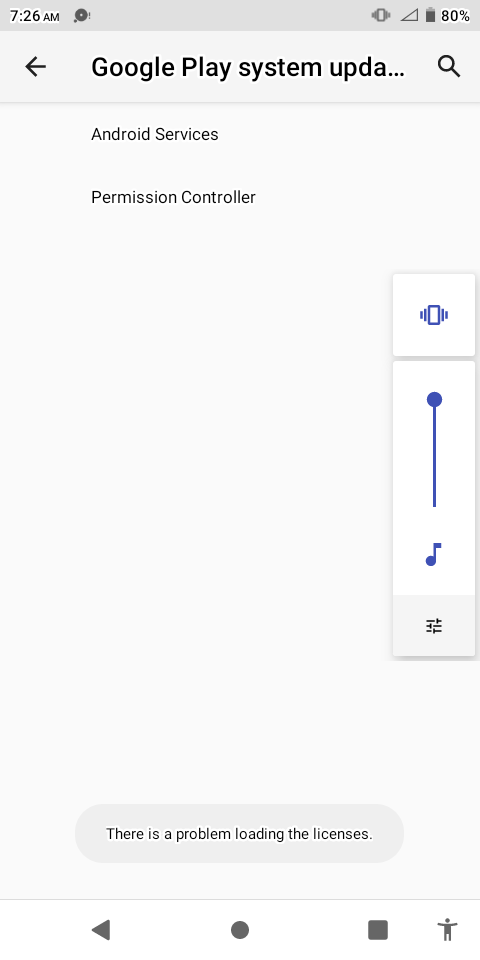 7:26 AM
80%
Google Play system upda...
Android Services
Permission Controller
There is a problem loading the licenses.